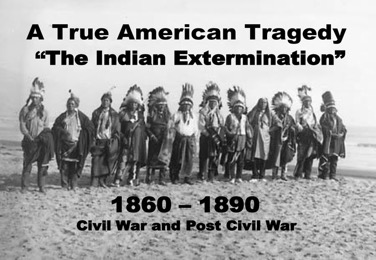 A True American Tragedy
“The Indian Extermination”
1860 – 1890
Civil War and Post Civil War